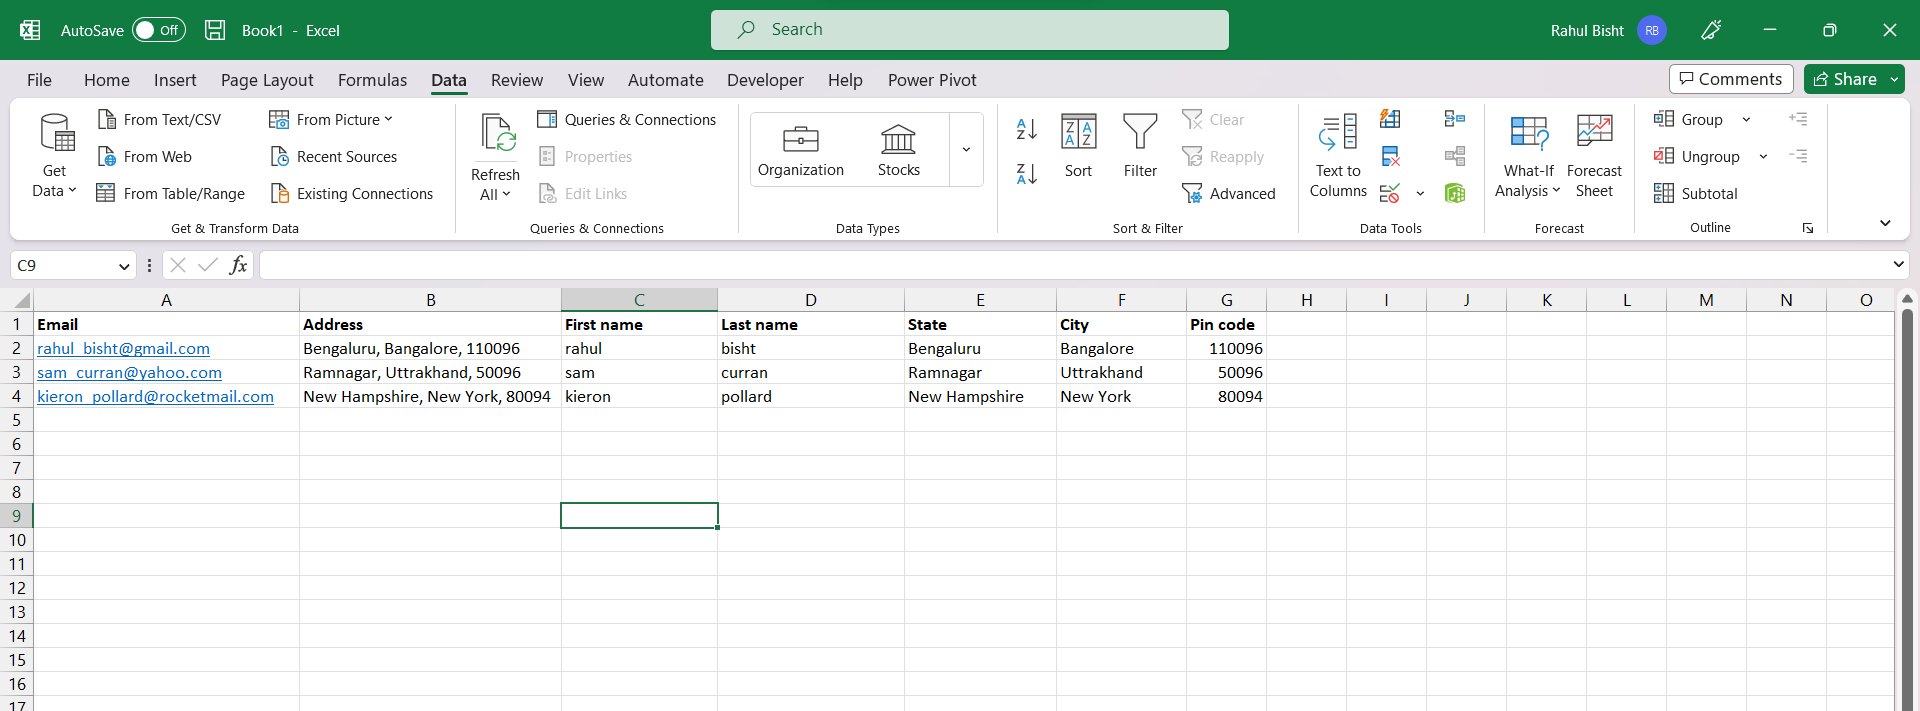 AutoSave Off Book1 - Excel Search Rahul Bisht RB
File Home Insert Page Layout Formulas Data Review View Automate Developer Help Power Pivot Comments Share
Get Data
From Text/CSV
From Web
From Table/Range
From Picture
Recent Sources
Existing Connections
Get & Transform Data
Refresh All
Queries & Connections
Properties
Edit Links
Queries & Connections
Organization Stocks
Data Types
Sort
Filter
Clear
Reapply
Advanced
Sort & Filter
Text to Columns
Data Tools
What-If Analysis
Forecast Sheet
Forecast
Group
Ungroup
Subtotal
Outline
C9 fx
A B C D E F G H I J K L M N O
1 Email Address First name Last name State City Pin code
2 rahul_bisht@gmail.com Bengaluru, Bangalore, 110096 rahul bisht Bengaluru Bangalore 110096
3 sam_curran@yahoo.com Ramnagar, Uttrakhand, 50096 sam curran Ramnagar Uttrakhand 50096
4 kieron_pollard@rocketmail.com New Hampshire, New York, 80094 kieron pollard New Hampshire New York 80094
5
6
7
8
9
10
11
12
13
14
15
16
17